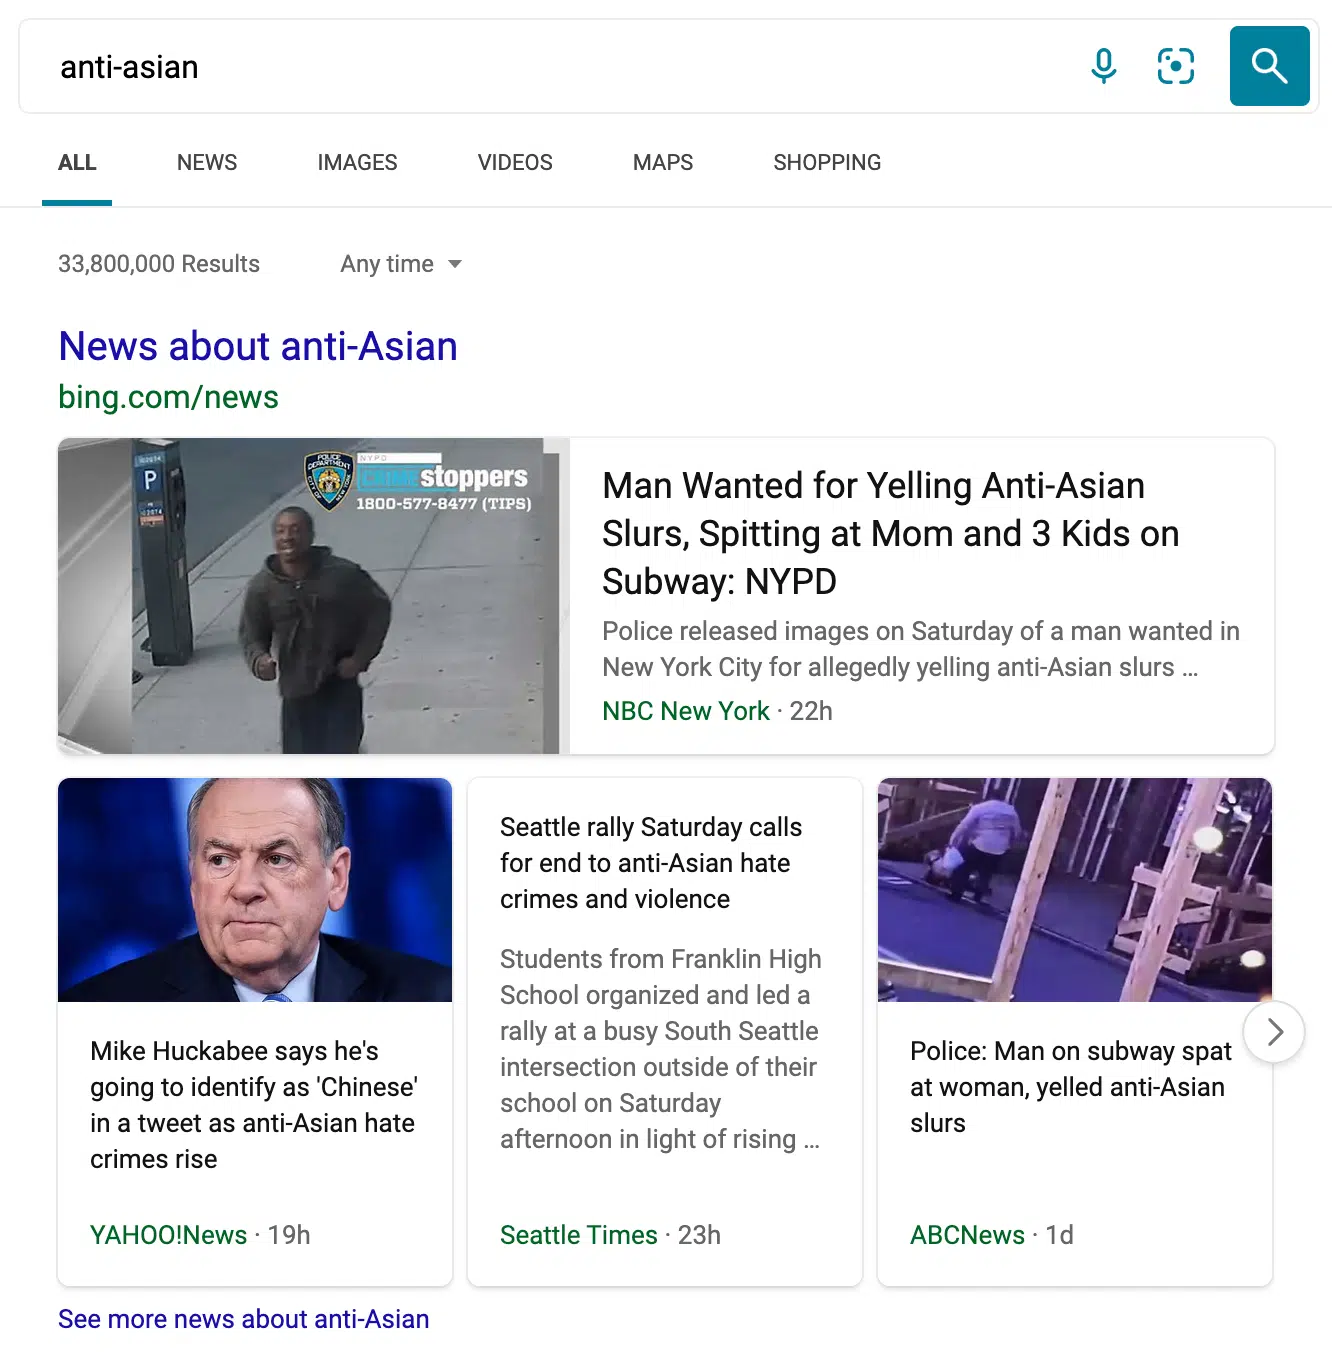 anti-asian
ALL NEWS IMAGES VIDEOS MAPS SHOPPING
33,800,000 Results Any time
News about anti-Asian
bing.com/news
P
POLICE DEPARTMENT
CITY OF NEW YORK
NYPD
CRIMEstoppers
1800-577-8477 (TIPS)
Man Wanted for Yelling Anti-Asian
Slurs, Spitting at Mom and 3 Kids on
Subway: NYPD
Police released images on Saturday of a man wanted in
New York City for allegedly yelling anti-Asian slurs ...
NBC New York · 22h
Mike Huckabee says he's
going to identify as 'Chinese'
in a tweet as anti-Asian hate
crimes rise
YAHOO!News · 19h
Seattle rally Saturday calls
for end to anti-Asian hate
crimes and violence
Students from Franklin High
School organized and led a
rally at a busy South Seattle
intersection outside of their
school on Saturday
afternoon in light of rising ...
Seattle Times · 23h
Police: Man on subway spat
at woman, yelled anti-Asian
slurs
ABCNews · 1d
See more news about anti-Asian